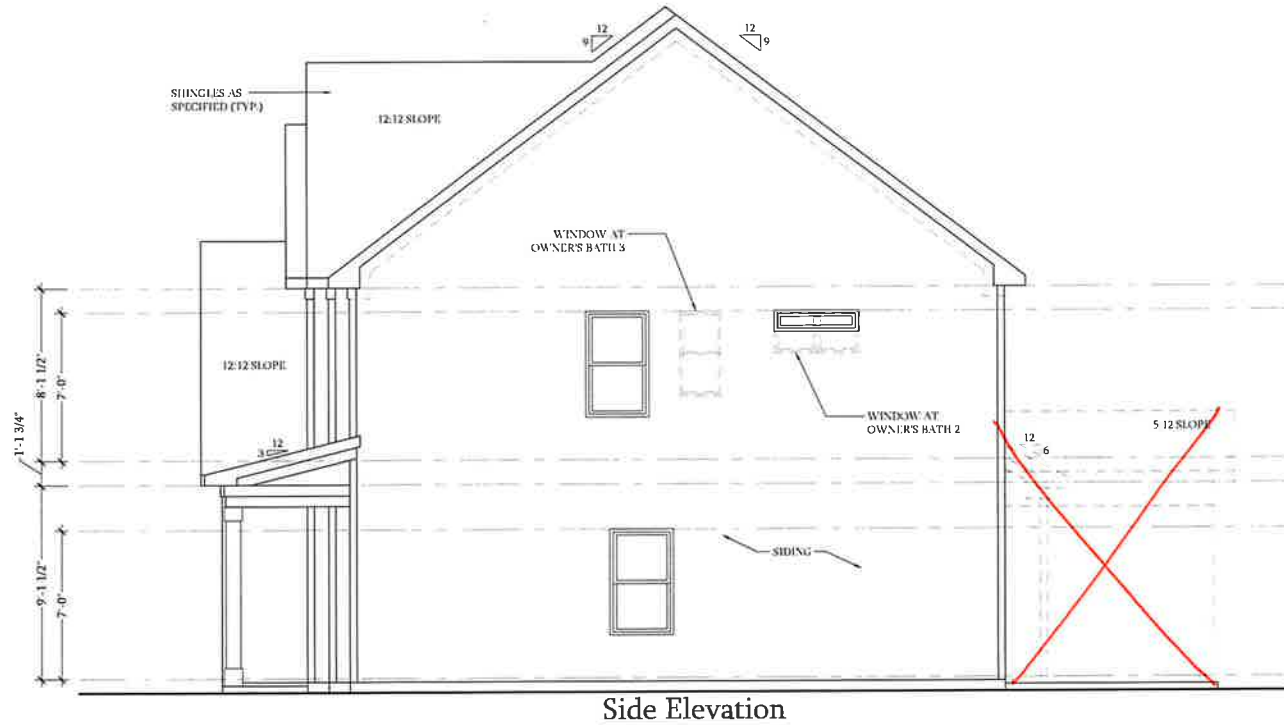 12
9
12
9
SHINGLES AS
SPECIFIED (TYP.)
12:12 SLOPE
WINDOW AT
OWNER'S BATH 3
12:12 SLOPE
8'-1 1/2"
7'-0"
1'-1 3/4"
WINDOW AT
OWNER'S BATH 2
5 12 SLOPE
12
3
12
6
SIDING
9'-1 1/2"
7'-0"
Side Elevation